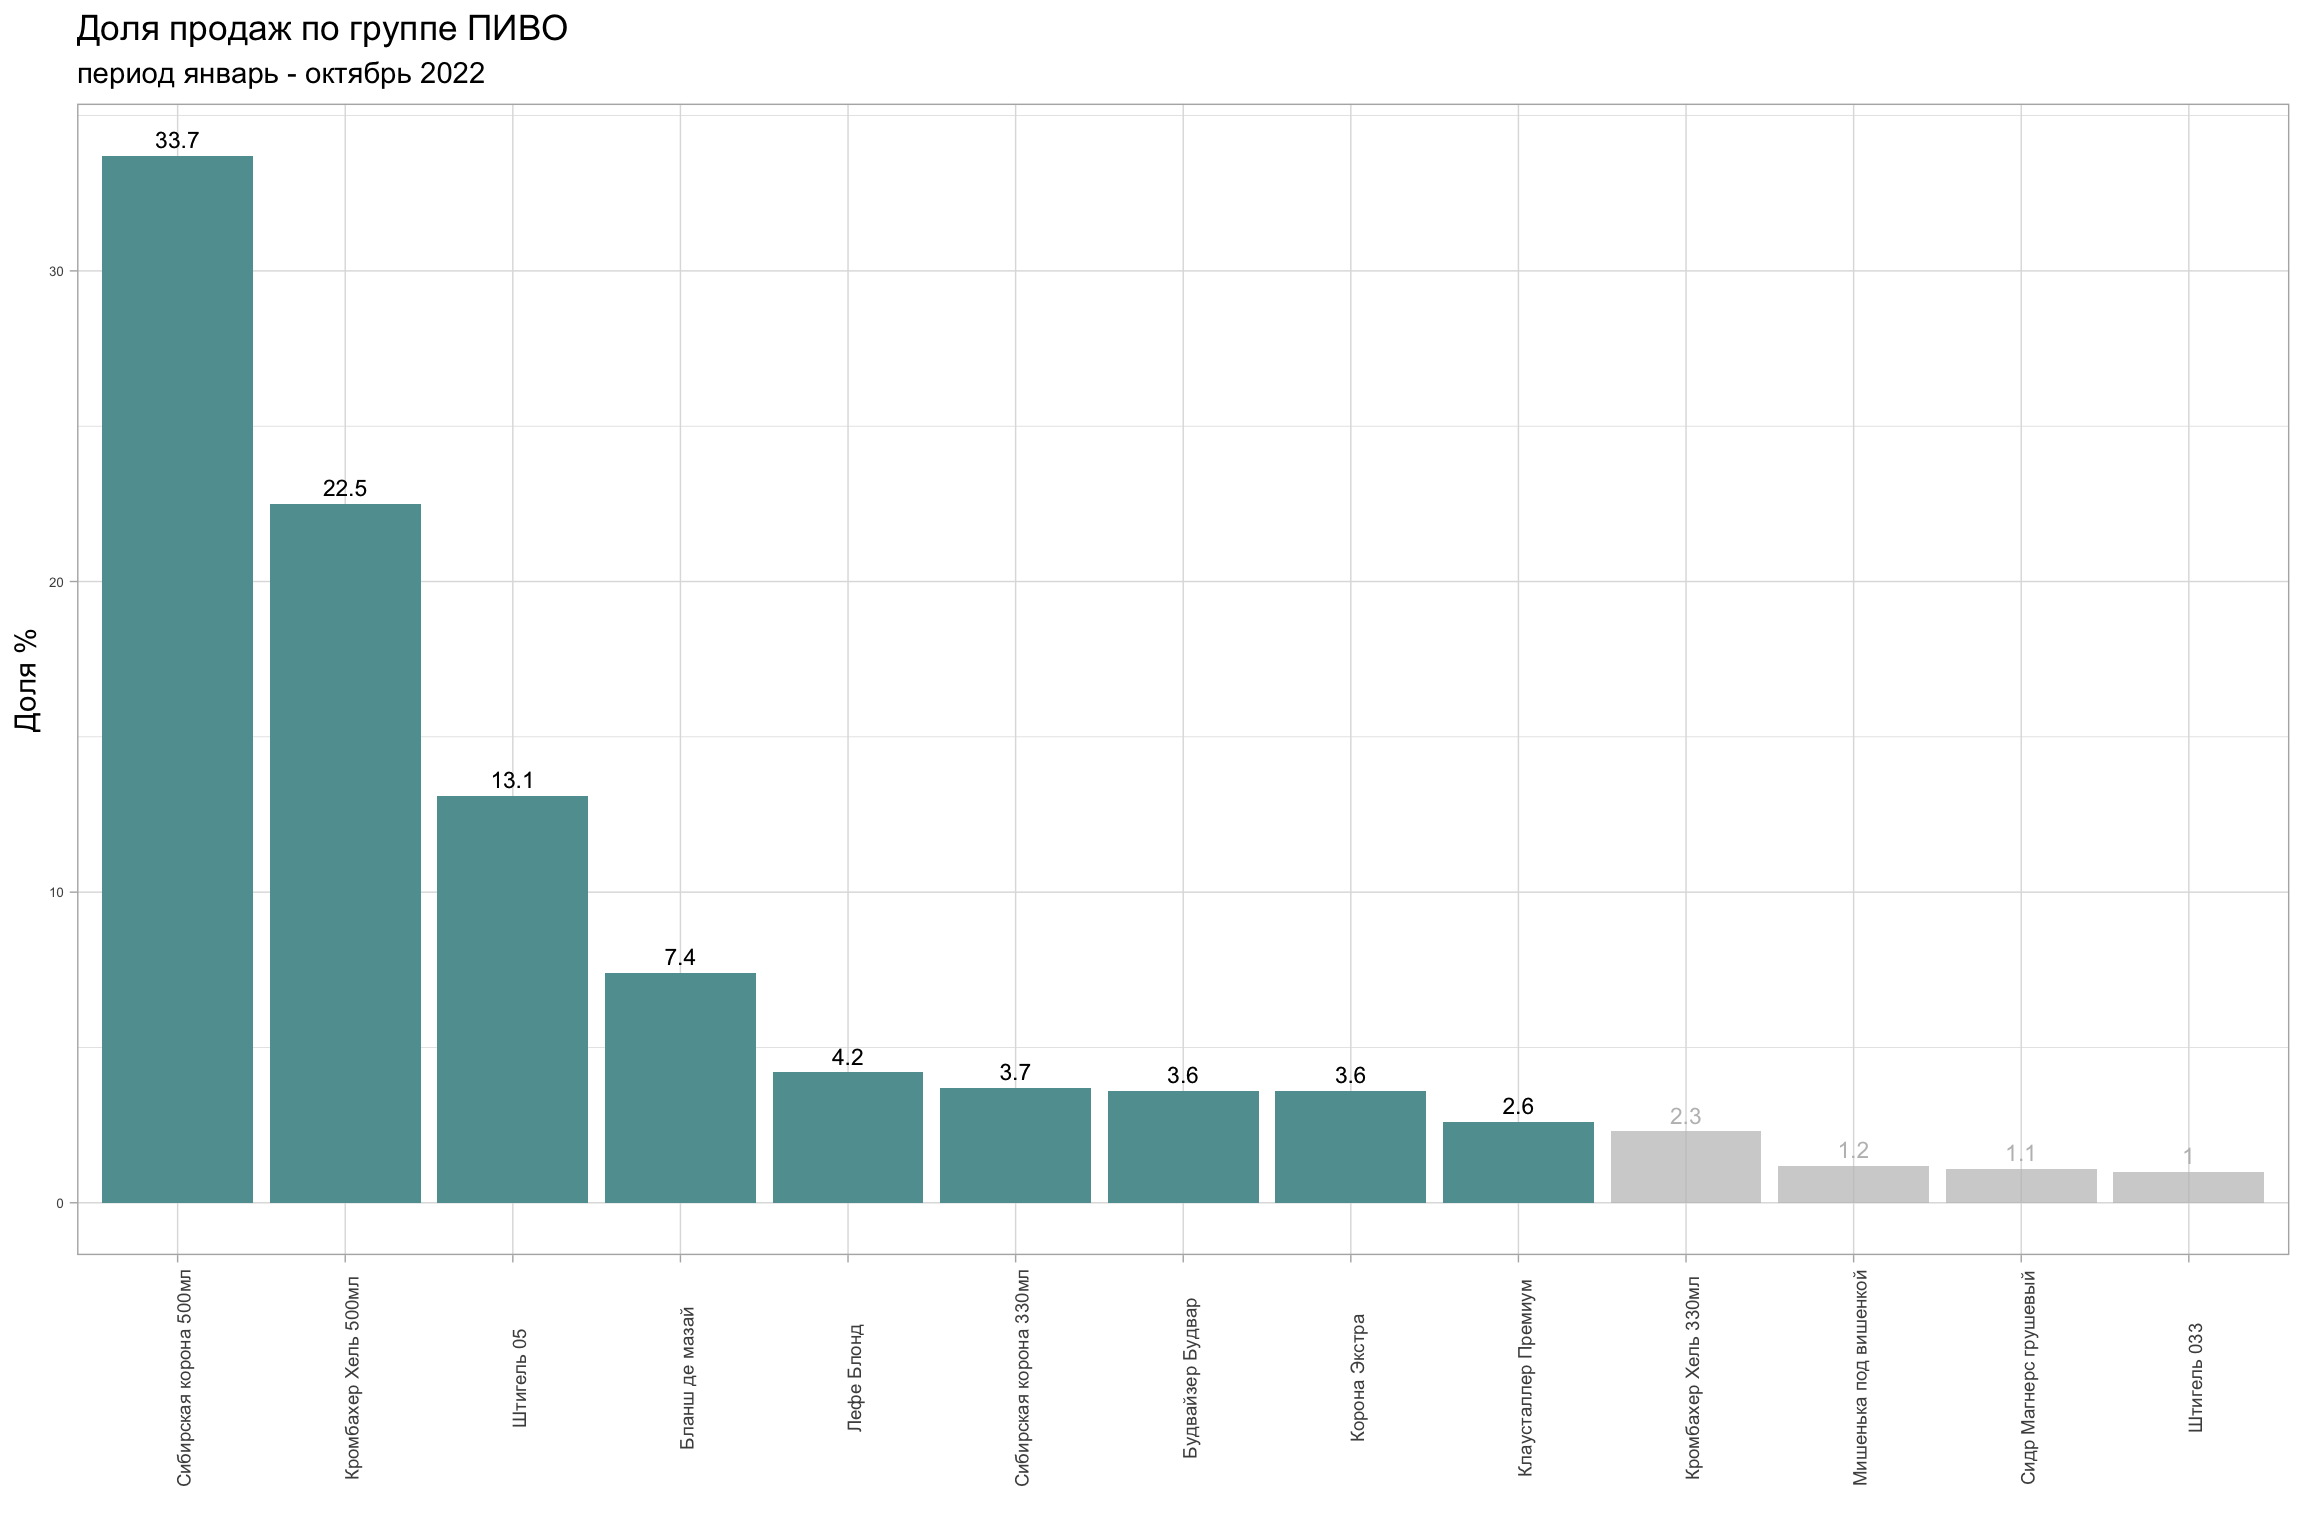 Доля продаж по группе ПИВО
период январь - октябрь 2022
Доля %
30
20
10
0
33.7
22.5
13.1
7.4
4.2
3.7
3.6
3.6
2.6
2.3
1.2
1.1
1
Сибирская корона 500мл
Кромбахер Хель 500мл
Штигель 05
Бланш де мазай
Лефе Блонд
Сибирская корона 330мл
Будвайзер Будвар
Корона Экстра
Клаусталлер Премиум
Кромбахер Хель 330мл
Мишенька под вишенкой
Сидр Магнерс грушевый
Штигель 033